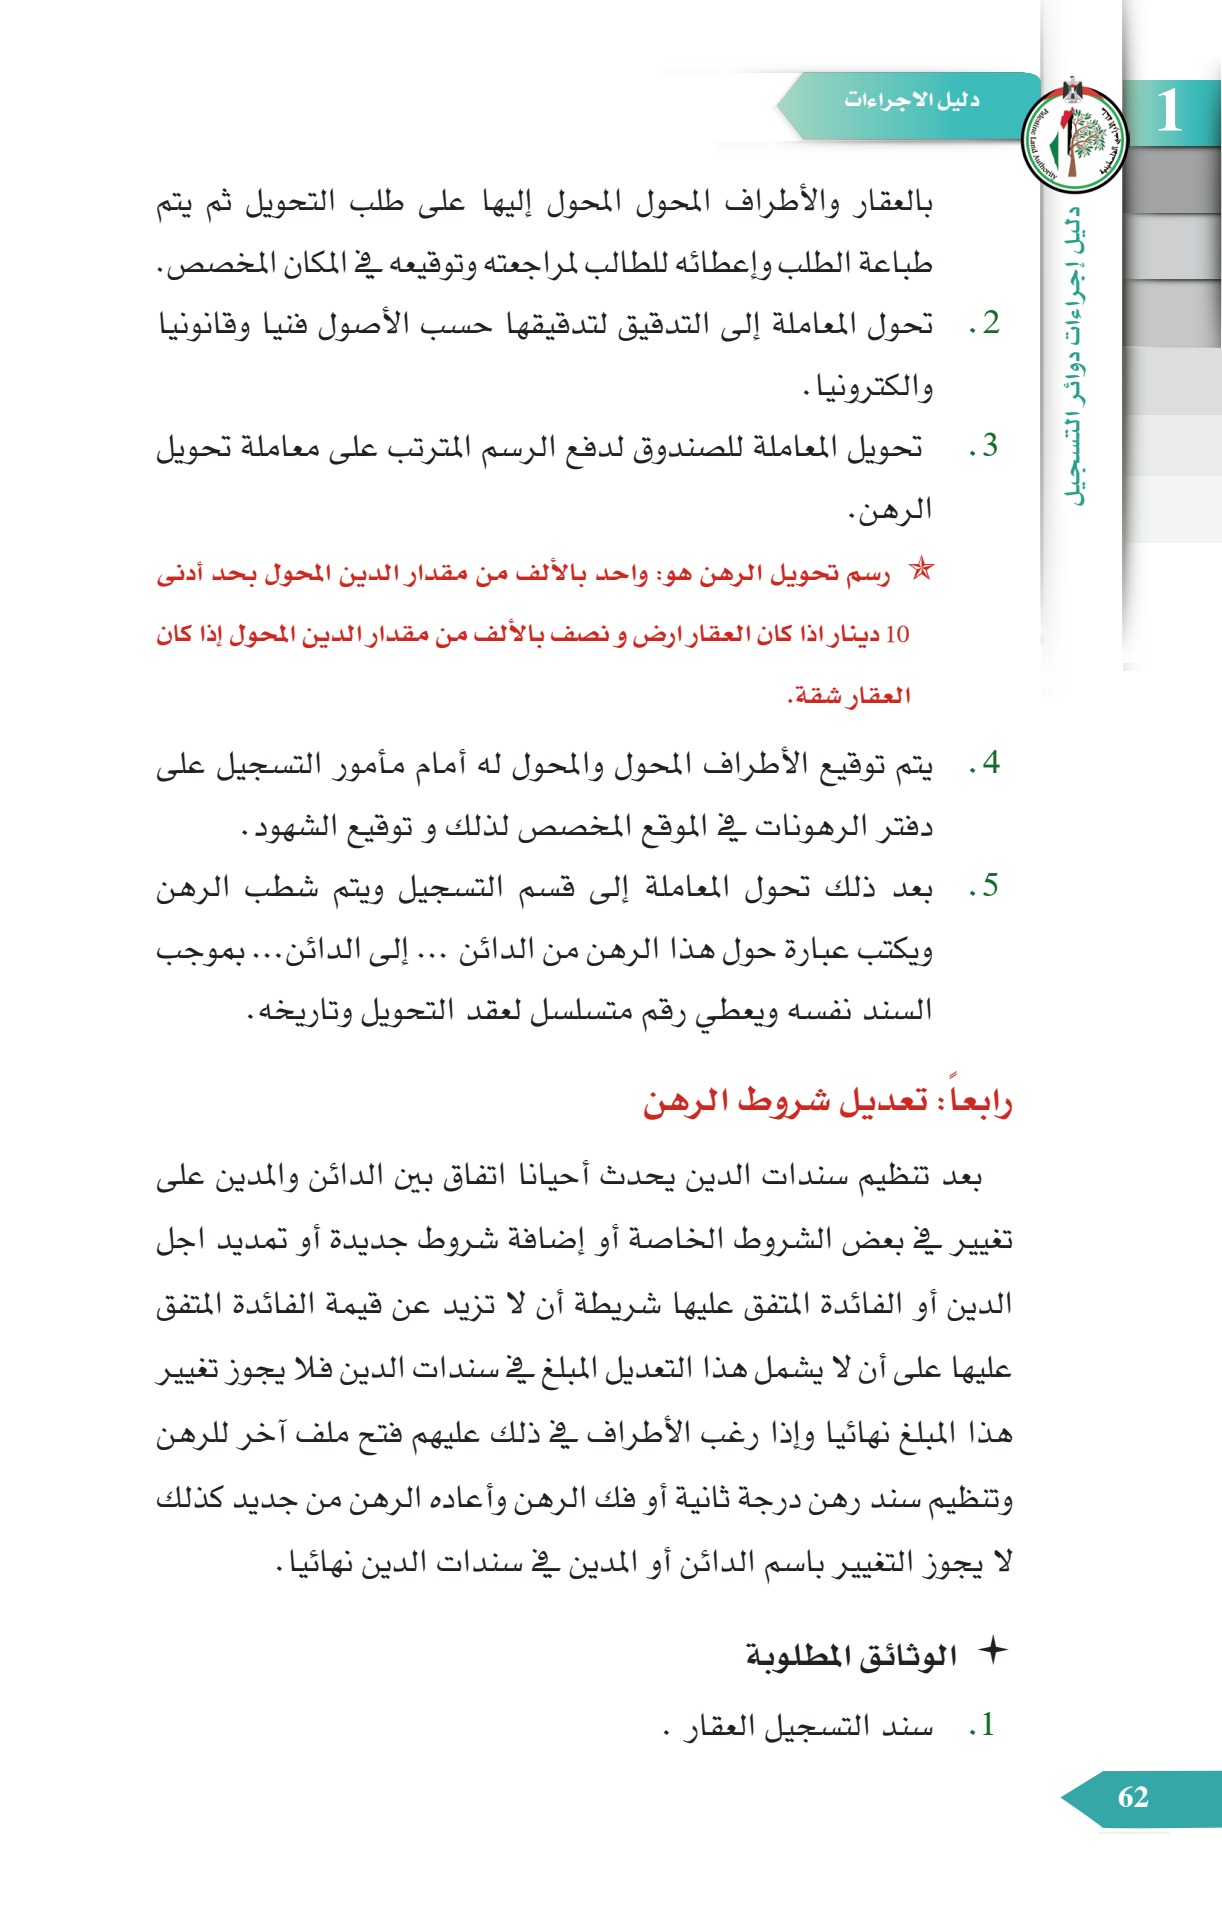 دليل الاجراءات
1
Palestine Land Authority
دليل إجراءات دوائر التسجيل
بالعقار والأطراف المحول المحول إليها على طلب التحويل ثم يتم
طباعة الطلب وإعطائه للطالب لمراجعته وتوقيعه في المكان المخصص.
2. تحول المعاملة إلى التدقيق لتدقيقها حسب الأصول فنيا وقانونيا
والكترونيا.
3. تحويل المعاملة للصندوق لدفع الرسم المترتب على معاملة تحويل
الرهن.
رسم تحويل الرهن هو: واحد بالألف من مقدار الدين المحول بحد أدنى
10 دينار اذا كان العقار ارض و نصف بالألف من مقدار الدين المحول إذا كان
العقار شقة.
4. يتم توقيع الأطراف المحول والمحول له أمام مأمور التسجيل على
دفتر الرهونات في الموقع المخصص لذلك و توقيع الشهود.
5. بعد ذلك تحول المعاملة إلى قسم التسجيل ويتم شطب الرهن
ويكتب عبارة حول هذا الرهن من الدائن ... إلى الدائن... بموجب
السند نفسه ويعطي رقم متسلسل لعقد التحويل وتاريخه.
رابعاً: تعديل شروط الرهن
بعد تنظيم سندات الدين يحدث أحيانا اتفاق بين الدائن والمدين على
تغيير في بعض الشروط الخاصة أو إضافة شروط جديدة أو تمديد اجل
الدين أو الفائدة المتفق عليها شريطة أن لا تزيد عن قيمة الفائدة المتفق
عليها على أن لا يشمل هذا التعديل المبلغ في سندات الدين فلا يجوز تغيير
هذا المبلغ نهائيا وإذا رغب الأطراف في ذلك عليهم فتح ملف آخر للرهن
وتنظيم سند رهن درجة ثانية أو فك الرهن وأعاده الرهن من جديد كذلك
لا يجوز التغيير باسم الدائن أو المدين في سندات الدين نهائيا.
الوثائق المطلوبة
1. سند التسجيل العقار .
62